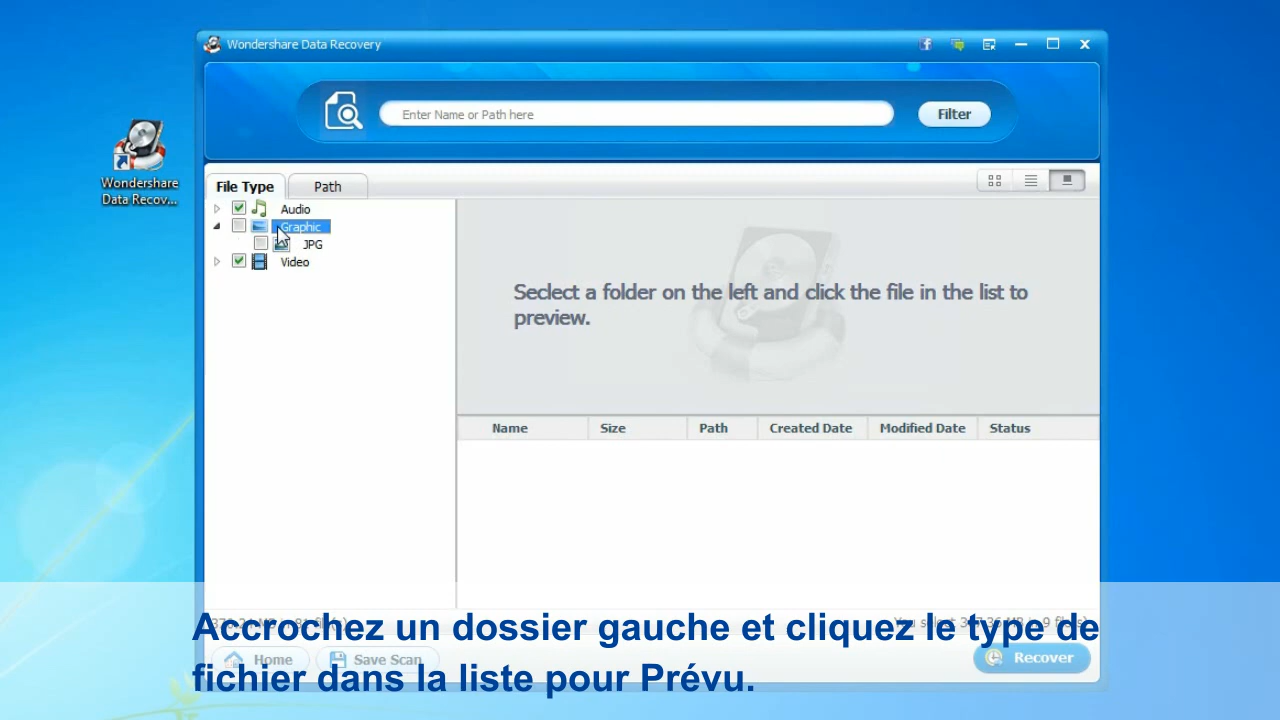 Wondershare Data Recovery
Enter Name or Path here
Filter
Wondershare
Data Recov...
File Type
Path
Audio
Graphic
JPG
Video
Seclect a folder on the left and click the file in the list to
preview.
Name Size Path Created Date Modified Date Status
Accrochez un dossier gauche et cliquez le type de
Home Save Scan Recover
fichier dans la liste pour Prévu.